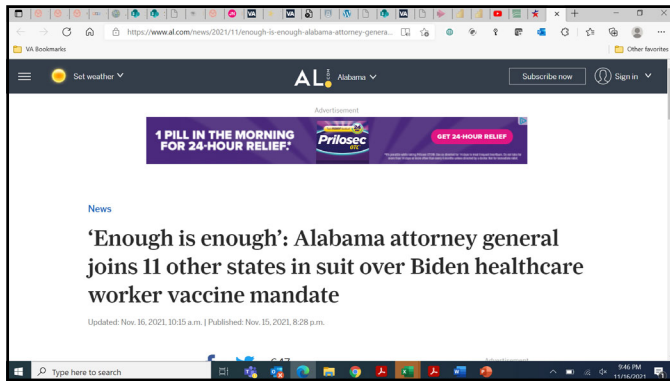 https://www.al.com/news/2021/11/enough-is-enough-alabama-attorney-genera...
VA Bookmarks
Other favorites
Set weather
AL.com
Alabama
Subscribe now
Sign in
Advertisement
1 PILL IN THE MORNING
FOR 24-HOUR RELIEF.*
Prilosec
OTC
GET 24-HOUR RELIEF
News
‘Enough is enough’: Alabama attorney general
joins 11 other states in suit over Biden healthcare
worker vaccine mandate
Updated: Nov. 16, 2021, 10:15 a.m. | Published: Nov. 15, 2021, 8:28 p.m.
Type here to search
9:46 PM
11/16/2021